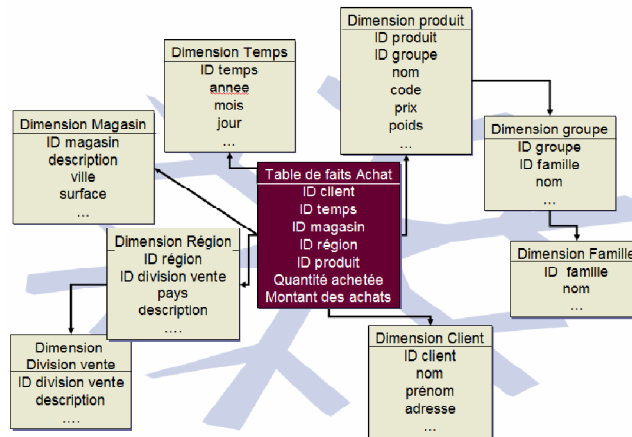 Dimension Temps
ID temps
annee
mois
jour
...
Dimension produit
ID produit
ID groupe
nom
code
prix
poids
...
Dimension Magasin
ID magasin
description
ville
surface
...
Dimension groupe
ID groupe
ID famille
nom
...
Table de faits Achat
ID client
ID temps
ID magasin
ID région
ID produit
Quantité achetée
Montant des achats
Dimension Région
ID région
ID division vente
pays
description
....
Dimension Famille
ID famille
nom
...
Dimension
Division vente
ID division vente
description
....
Dimension Client
ID client
nom
prénom
adresse
...